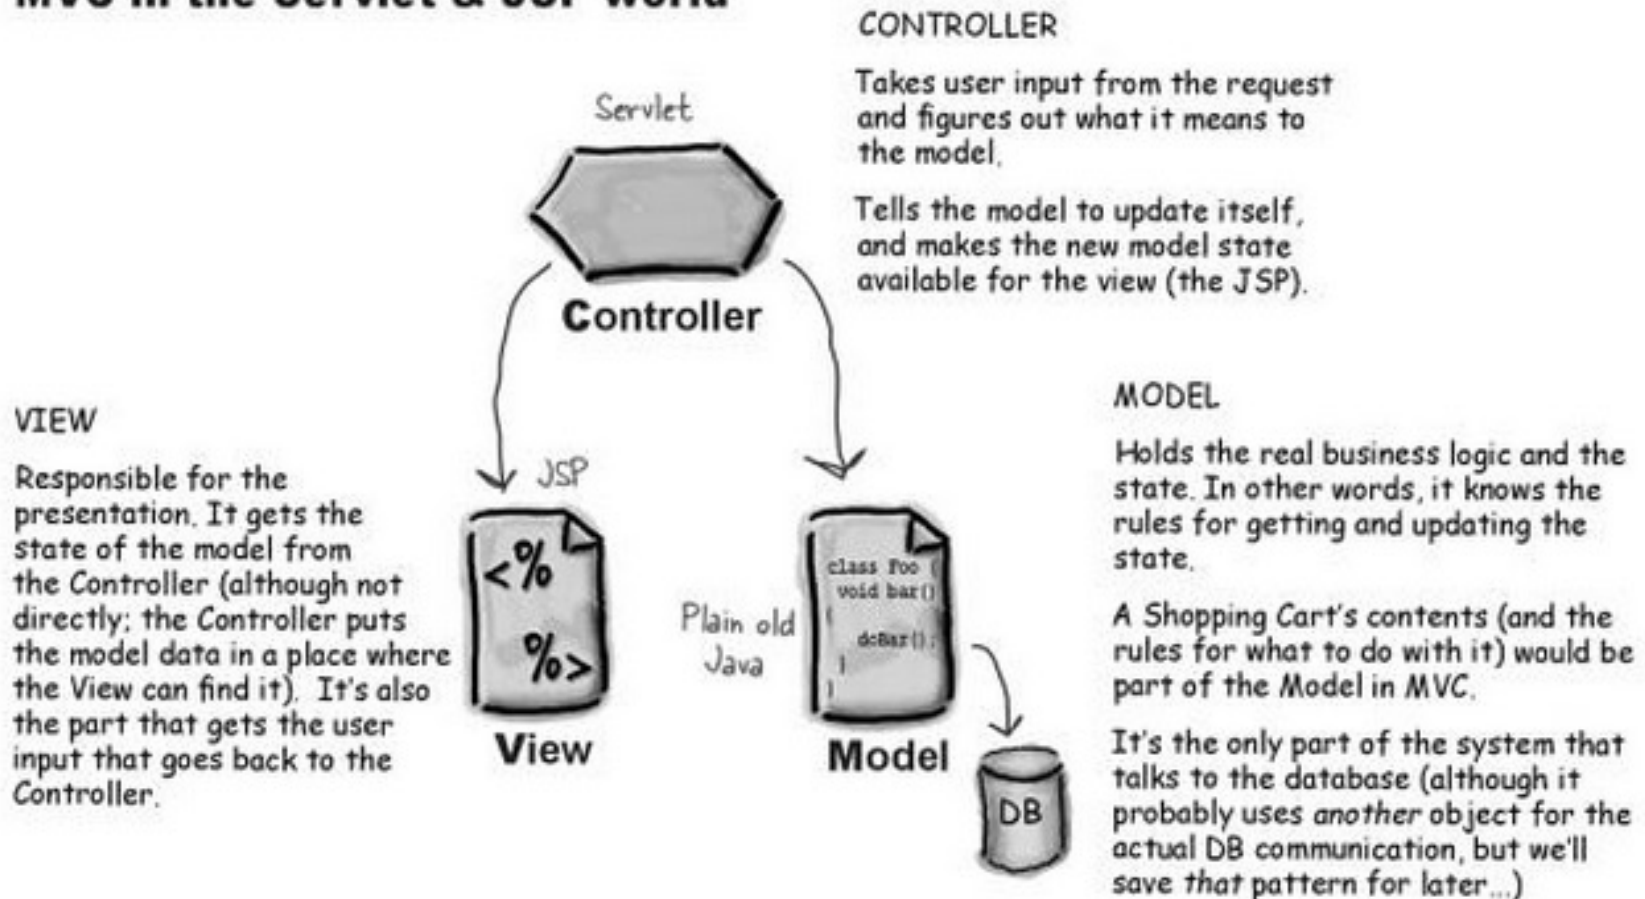 MVC in the Servlet & JSP world
CONTROLLER
Takes user input from the request
and figures out what it means to
the model.
Tells the model to update itself,
and makes the new model state
available for the view (the JSP).
Servlet
Controller
VIEW
Responsible for the
presentation. It gets the
state of the model from
the Controller (although not
directly; the Controller puts
the model data in a place where
the View can find it). It's also
the part that gets the user
input that goes back to the
Controller.
JSP
<%
%>
View
Plain old
Java
class Foo {
void bar()
{
doBar();
}
}
Model
DB
MODEL
Holds the real business logic and the
state. In other words, it knows the
rules for getting and updating the
state.
A Shopping Cart's contents (and the
rules for what to do with it) would be
part of the Model in MVC.
It's the only part of the system that
talks to the database (although it
probably uses another object for the
actual DB communication, but we'll
save that pattern for later...)